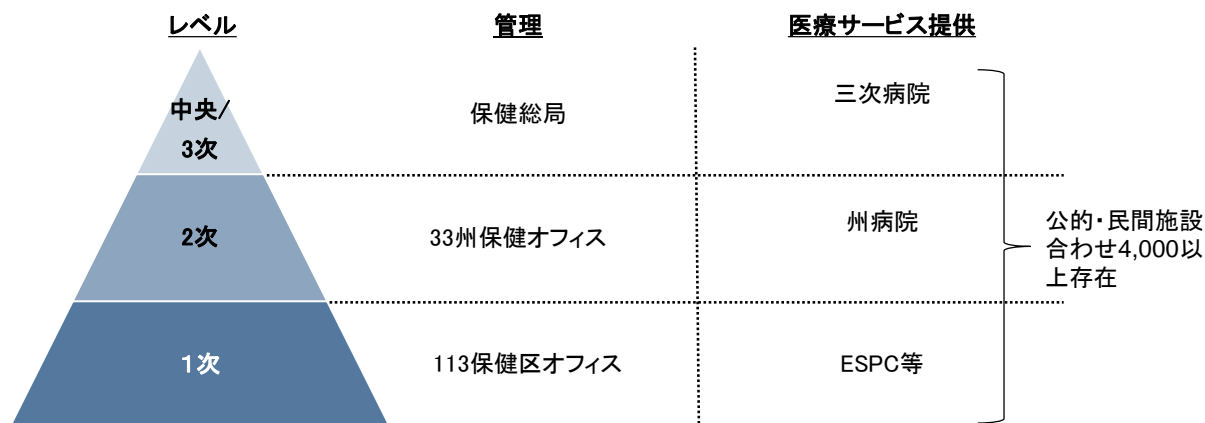 レベル
管理
医療サービス提供
中央/
3次
保健総局
三次病院
2次
33州保健オフィス
州病院
公的・民間施設
合わせ4,000以
上存在
1次
113保健区オフィス
ESPC等